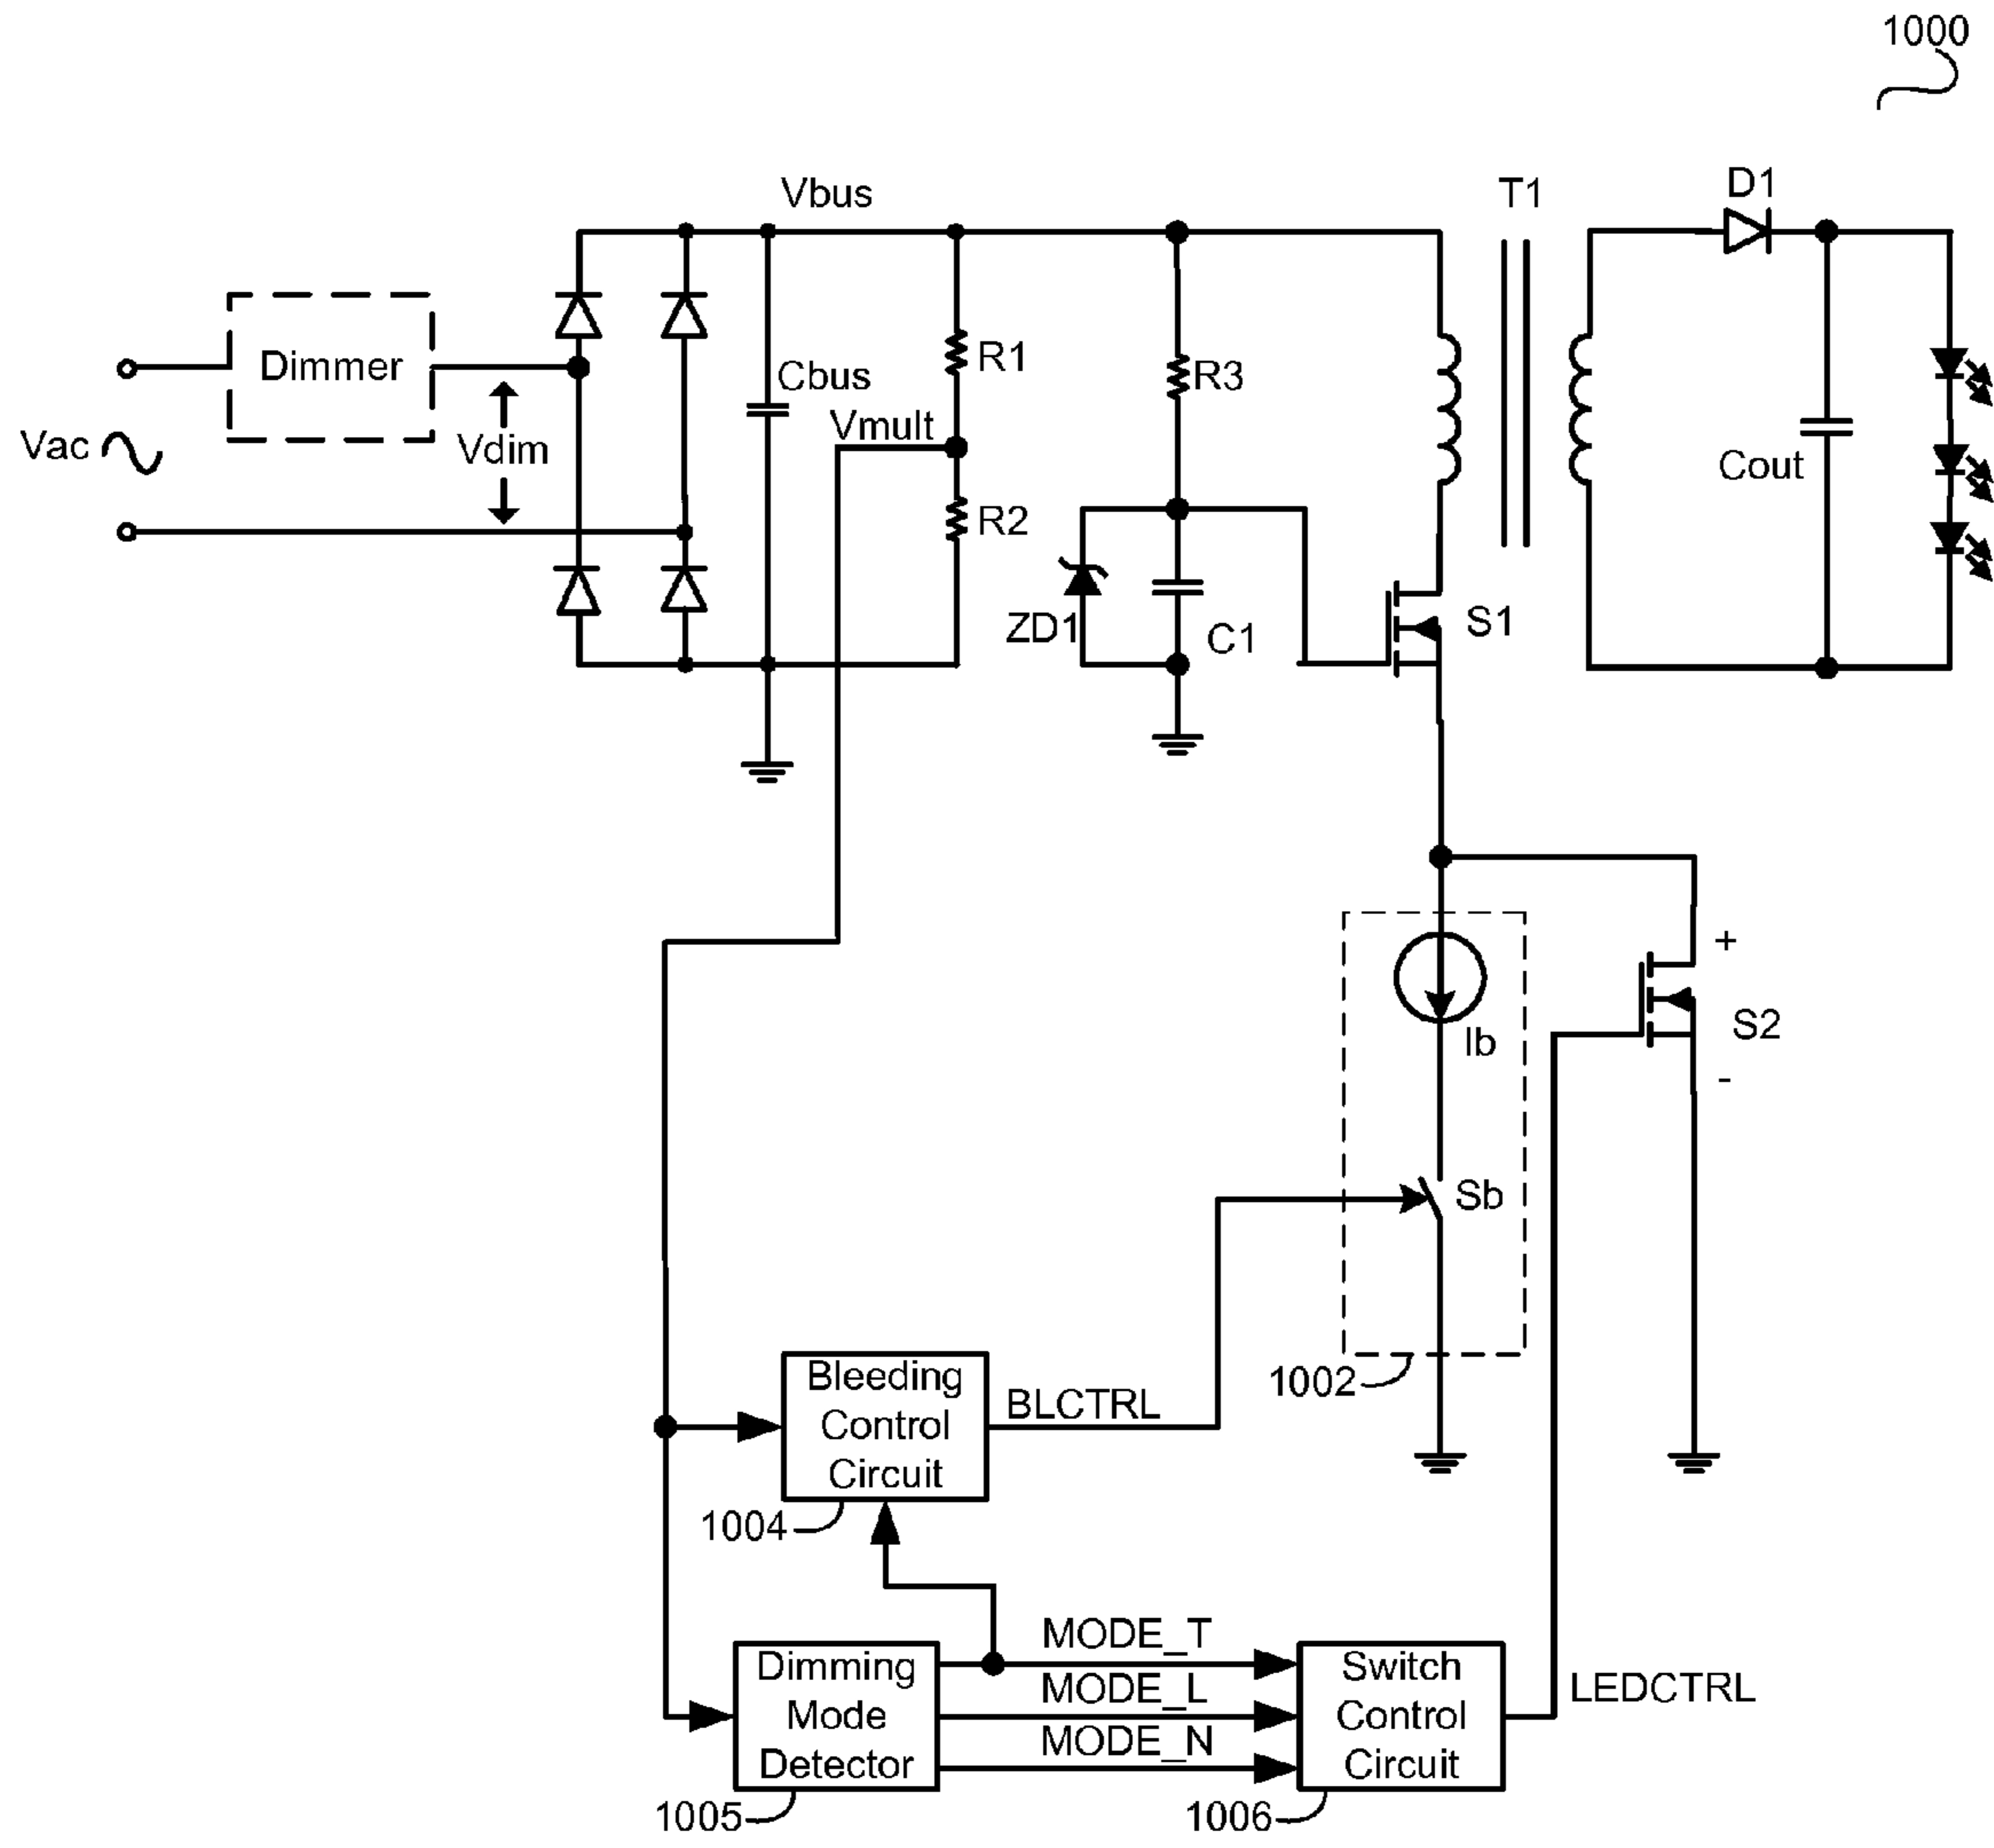 1000
Vbus
T1
D1
Dimmer
Cbus
R1
R3
Vmult
Vac
Vdim
Cout
R2
ZD1
C1
S1
+
Ib
S2
-
Sb
Bleeding
Control
Circuit
BLCTRL
1002
1004
MODE_T
MODE_L
MODE_N
Dimming
Mode
Detector
Switch
Control
Circuit
LEDCTRL
1005
1006